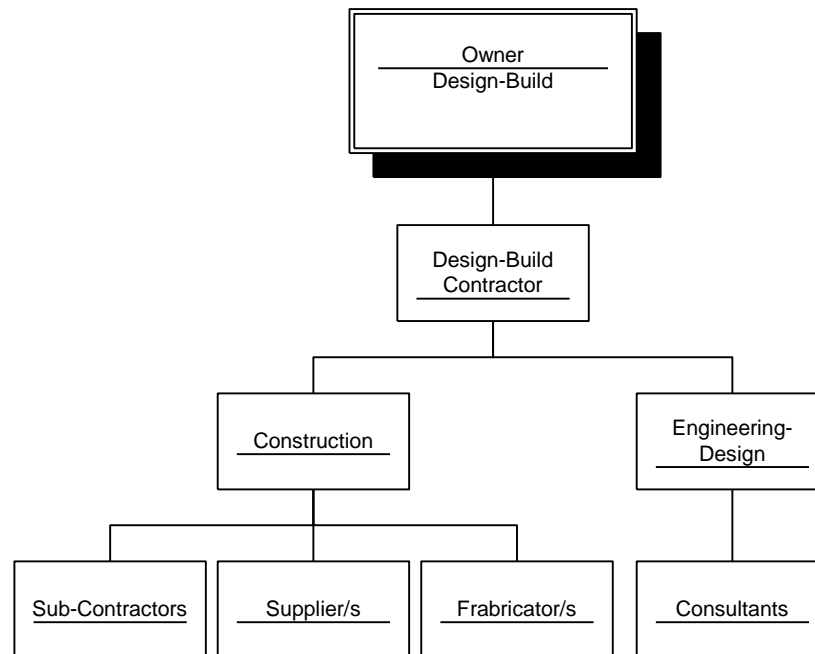 Owner
Design-Build
Design-Build
Contractor
Construction
Engineering-
Design
Sub-Contractors
Supplier/s
Frabricator/s
Consultants